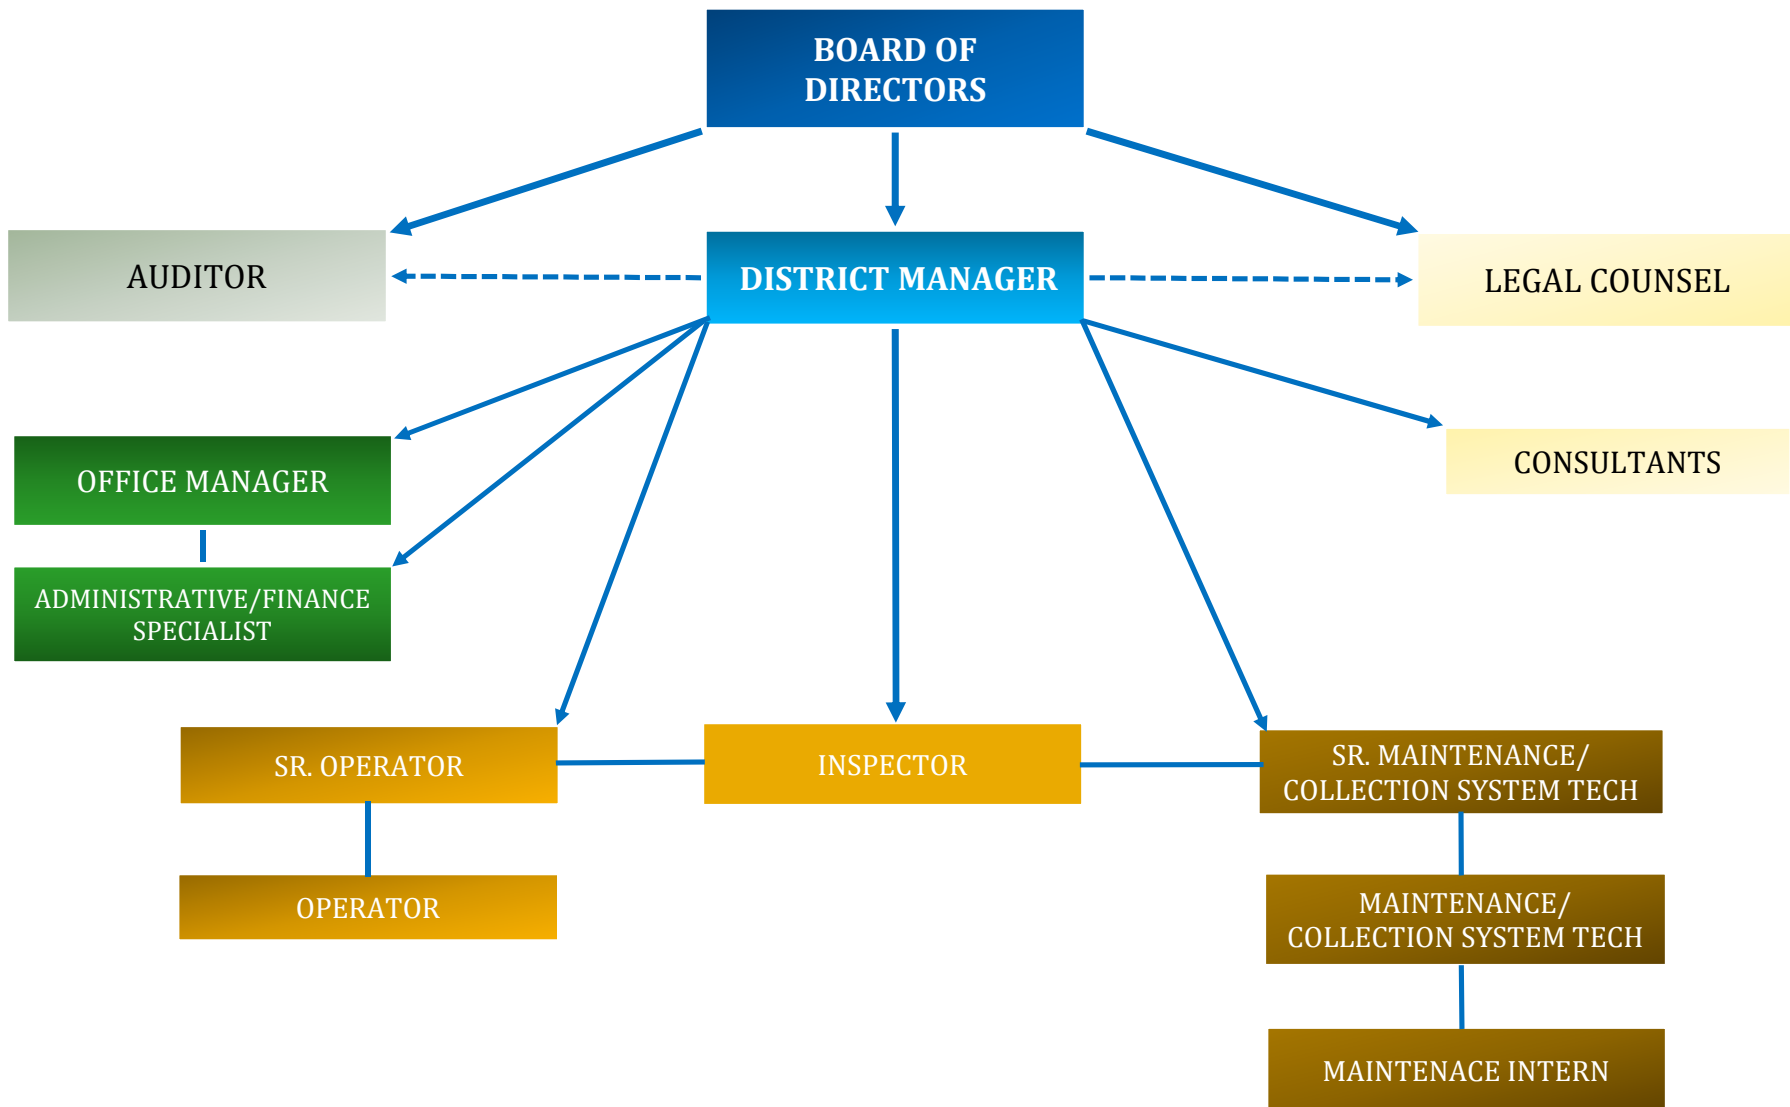 BOARD OF
DIRECTORS
AUDITOR
DISTRICT MANAGER
LEGAL COUNSEL
OFFICE MANAGER
CONSULTANTS
ADMINISTRATIVE/FINANCE
SPECIALIST
SR. OPERATOR
INSPECTOR
SR. MAINTENANCE/
COLLECTION SYSTEM TECH
OPERATOR
MAINTENANCE/
COLLECTION SYSTEM TECH
MAINTENACE INTERN